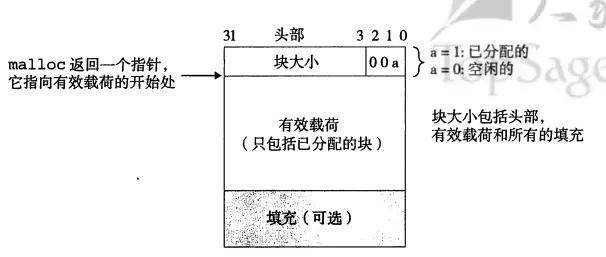 31 头部 3 2 1 0
malloc 返回一个指针，
它指向有效载荷的开始处
块大小 0 0 a
a = 1: 已分配的
a = 0: 空闲的
TopSage
块大小包括头部，
有效载荷和所有的填充
有效载荷
（只包括已分配的块）
填充（可选）